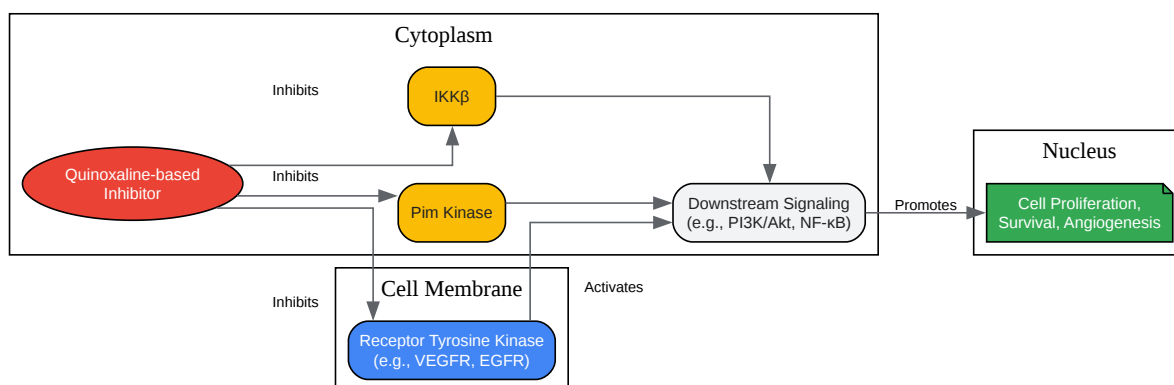 Cytoplasm
Inhibits
IKKβ
Quinoxaline-based
Inhibitor
Inhibits
Pim Kinase
Downstream Signaling
(e.g., PI3K/Akt, NF-κB)
Promotes
Nucleus
Cell Proliferation,
Survival, Angiogenesis
Inhibits
Cell Membrane
Activates
Receptor Tyrosine Kinase
(e.g., VEGFR, EGFR)